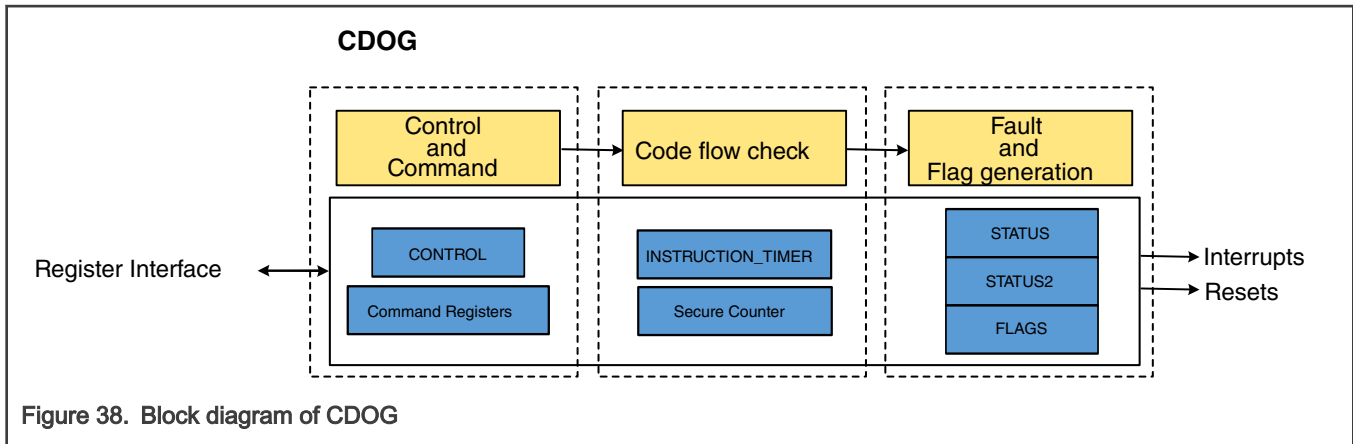 CDOG
Control
and
Command
Code flow check
Fault
and
Flag generation
Register Interface
CONTROL
Command Registers
INSTRUCTION_TIMER
Secure Counter
STATUS
STATUS2
FLAGS
Interrupts
Resets
Figure 38. Block diagram of CDOG